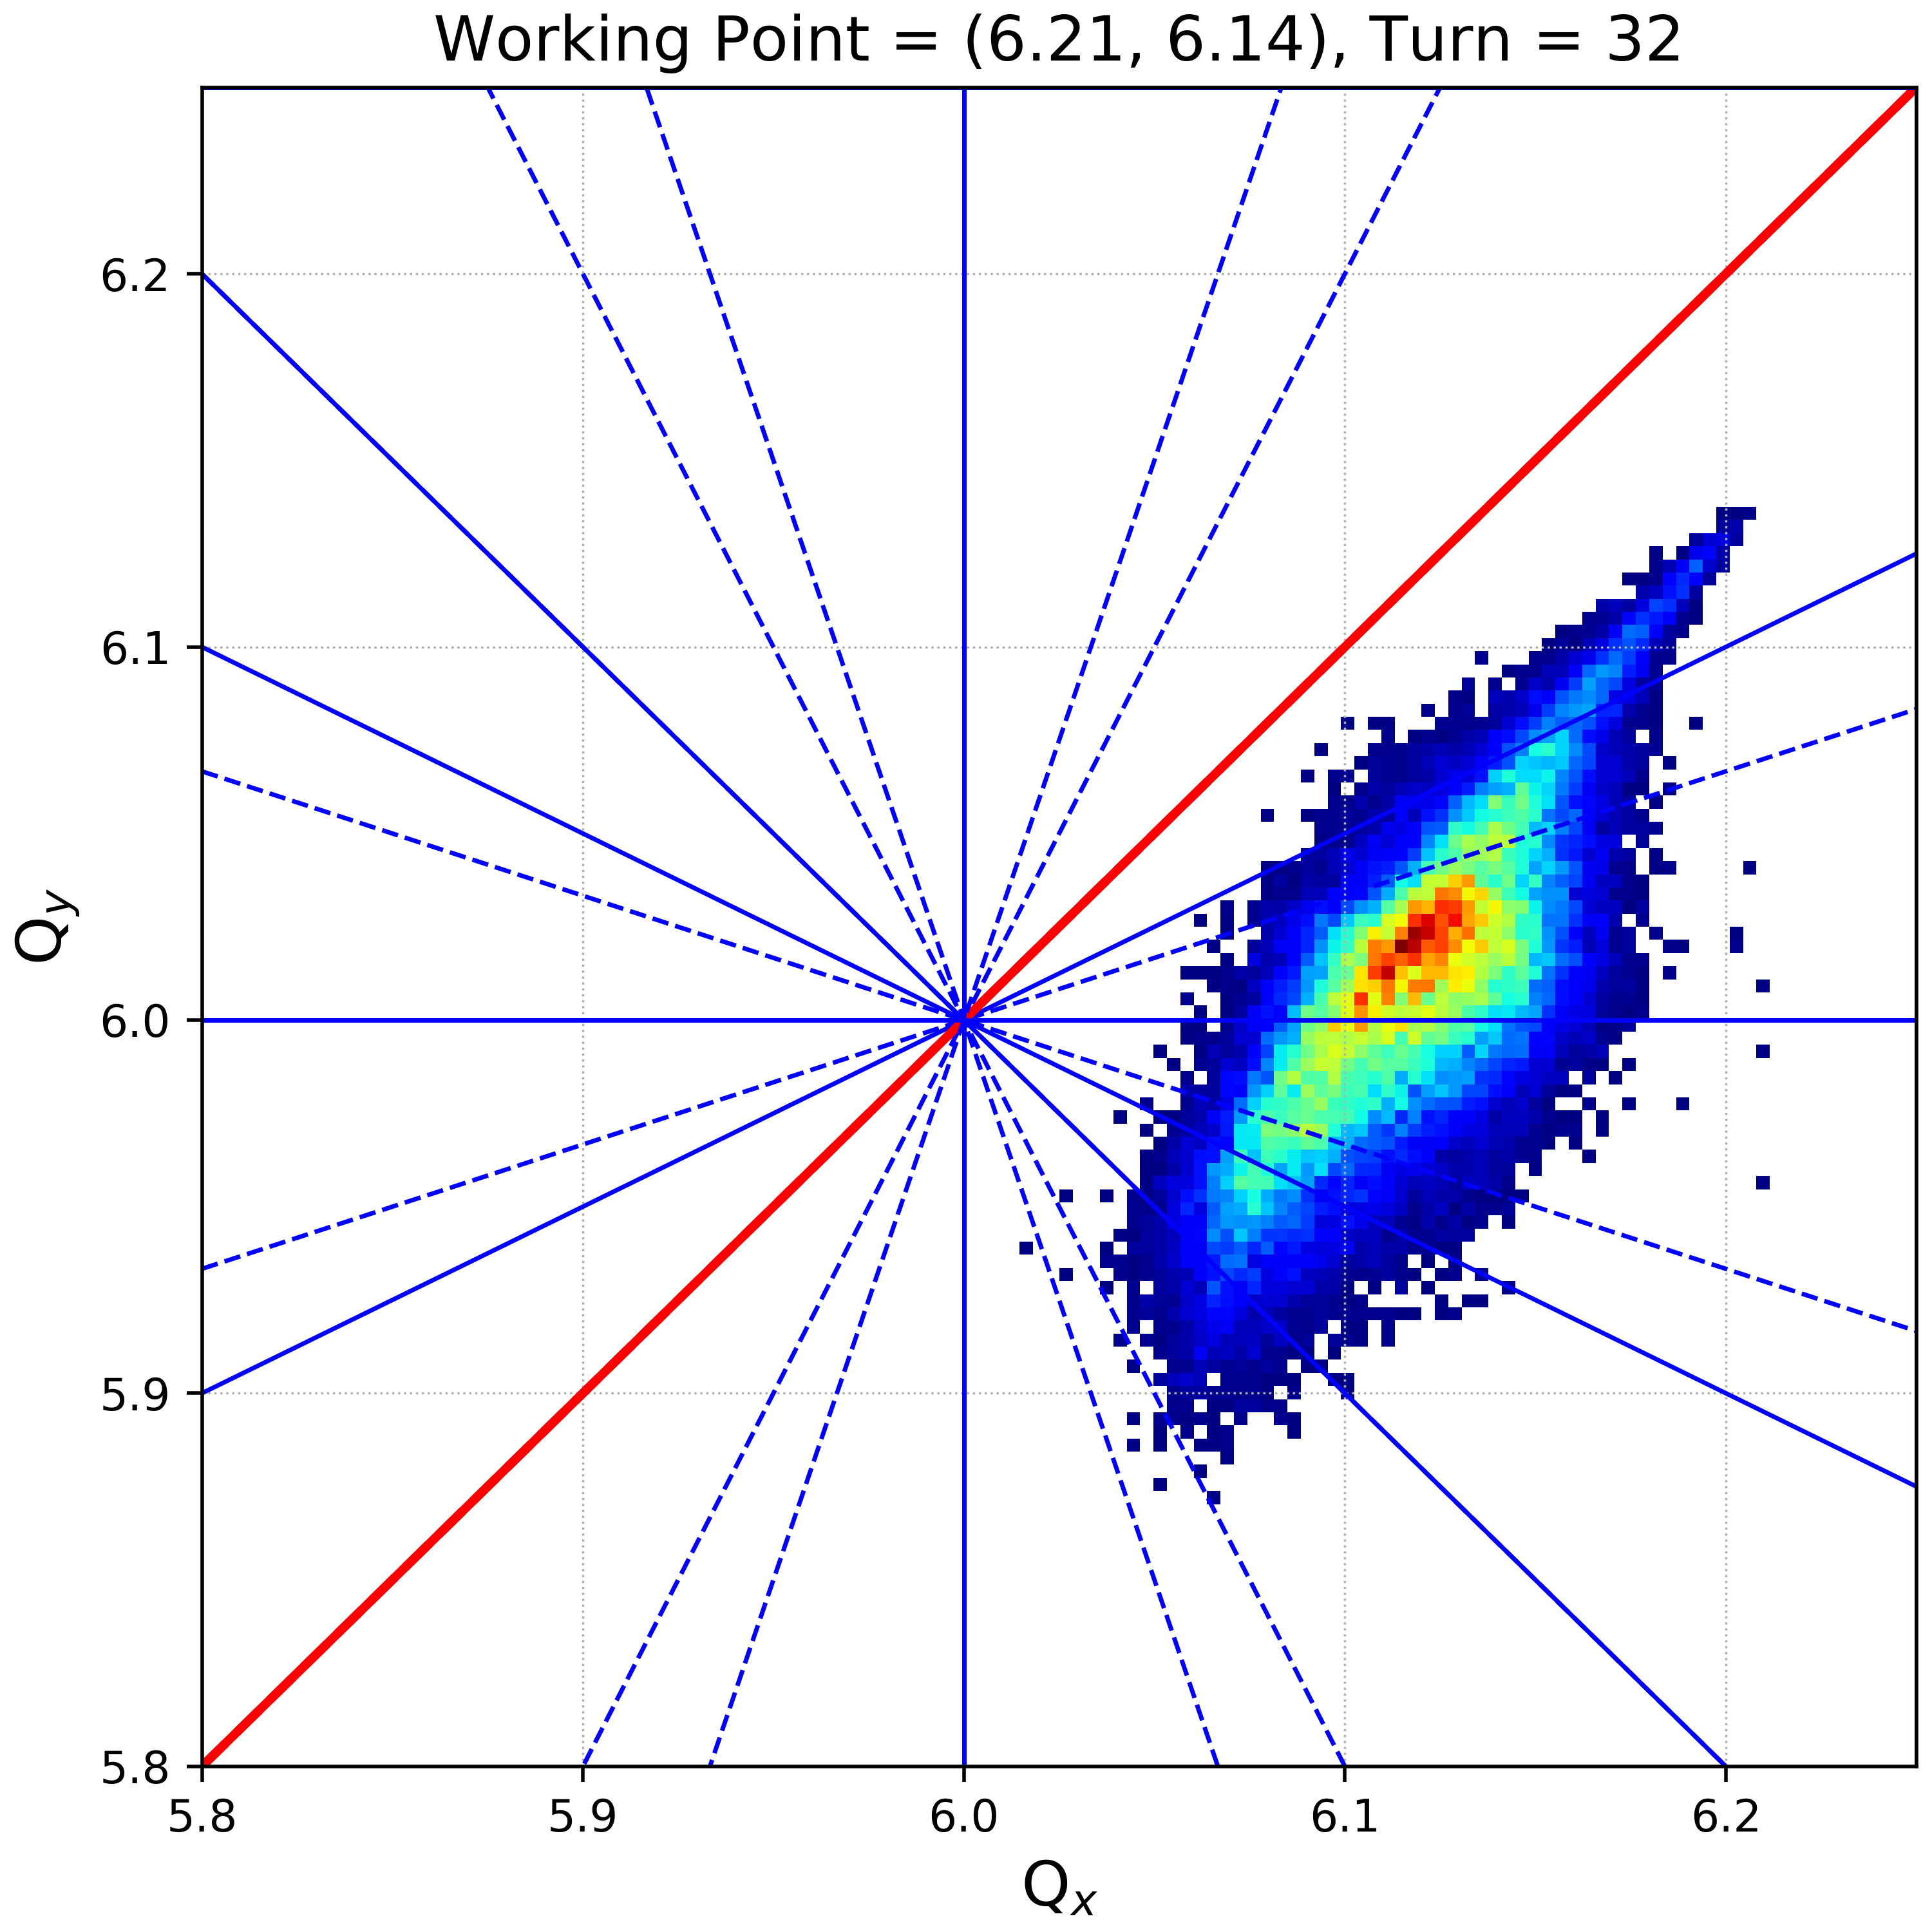 Working Point = (6.21, 6.14), Turn = 32
6.2
6.1
6.0
5.9
5.8
Qy
5.8 5.9 6.0 6.1 6.2
Qx